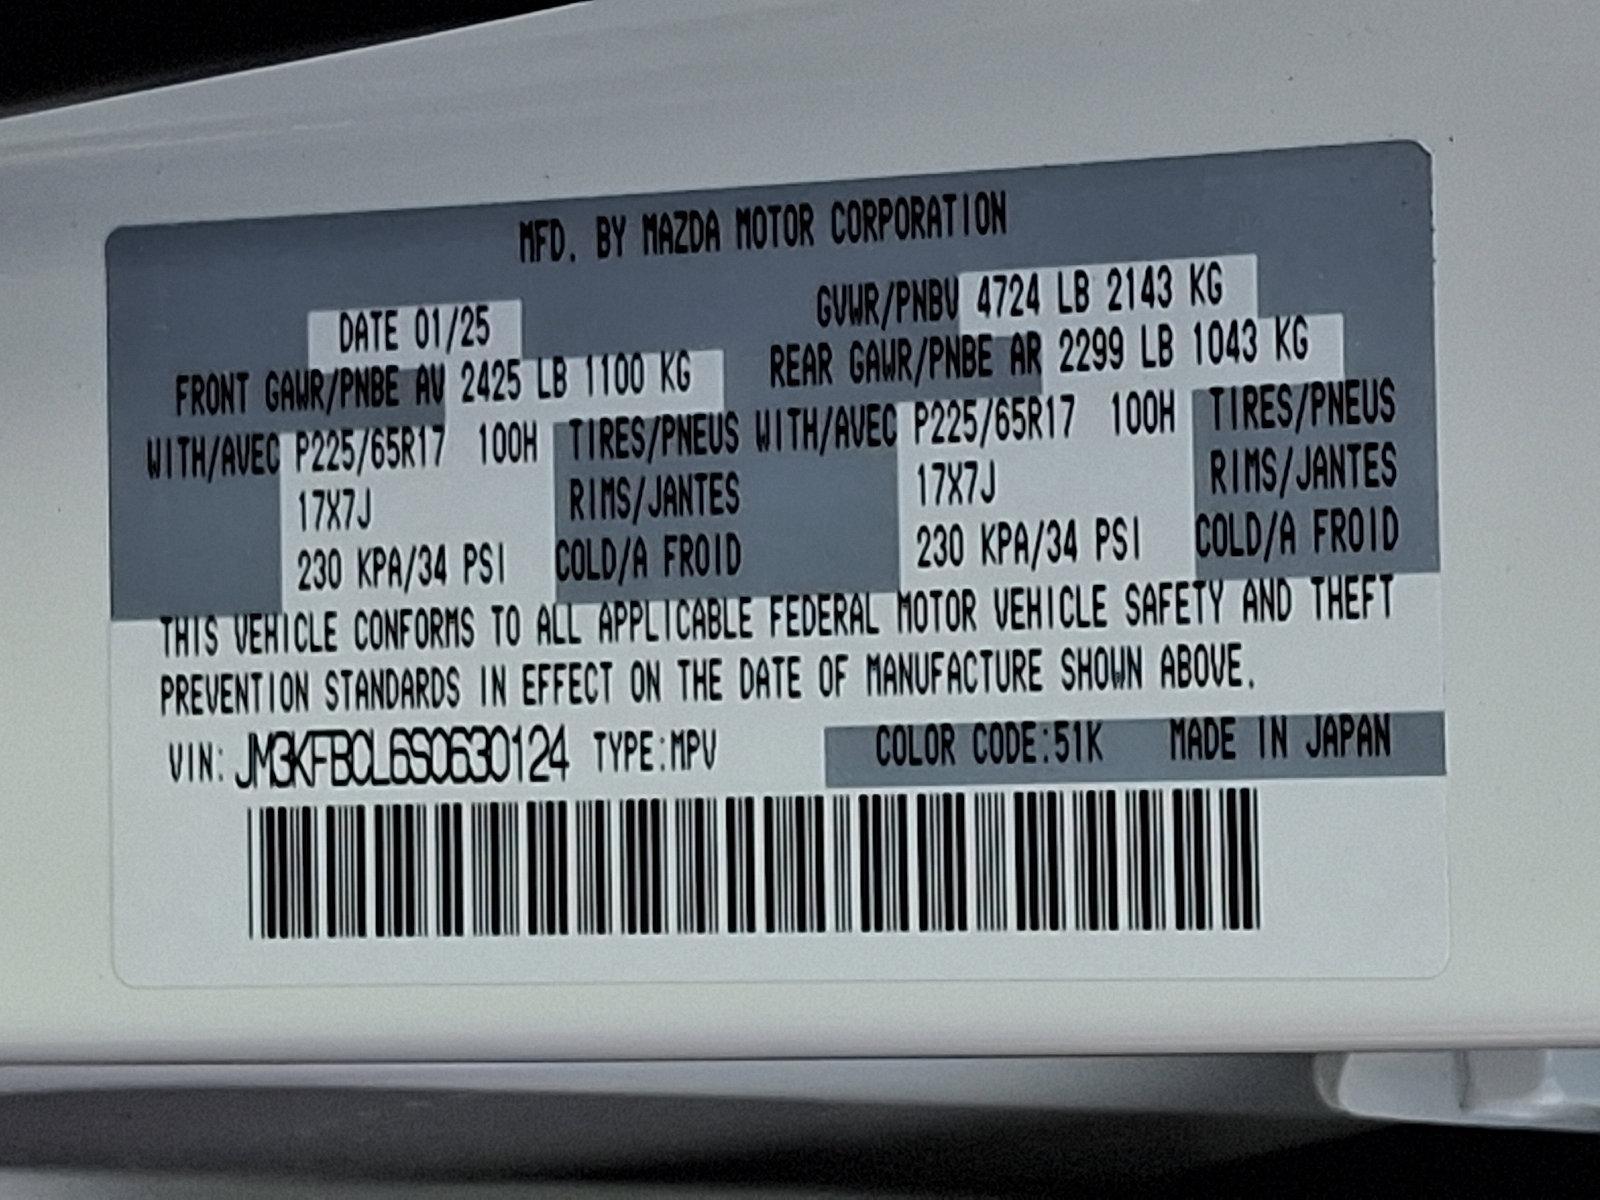 MFD. BY MAZDA MOTOR CORPORATION
DATE 01/25 GVWR/PNBV 4724 LB 2143 KG
FRONT GAWR/PNBE AV 2425 LB 1100 KG REAR GAWR/PNBE AR 2299 LB 1043 KG
WITH/AVEC P225/65R17 100H TIRES/PNEUS WITH/AVEC P225/65R17 100H TIRES/PNEUS
17X7J RIMS/JANTES 17X7J RIMS/JANTES
230 KPA/34 PSI COLD/A FROID 230 KPA/34 PSI COLD/A FROID
THIS VEHICLE CONFORMS TO ALL APPLICABLE FEDERAL MOTOR VEHICLE SAFETY AND THEFT
PREVENTION STANDARDS IN EFFECT ON THE DATE OF MANUFACTURE SHOWN ABOVE.
VIN: JM3KFBCL6S0630124 TYPE:MPV COLOR CODE:51K MADE IN JAPAN